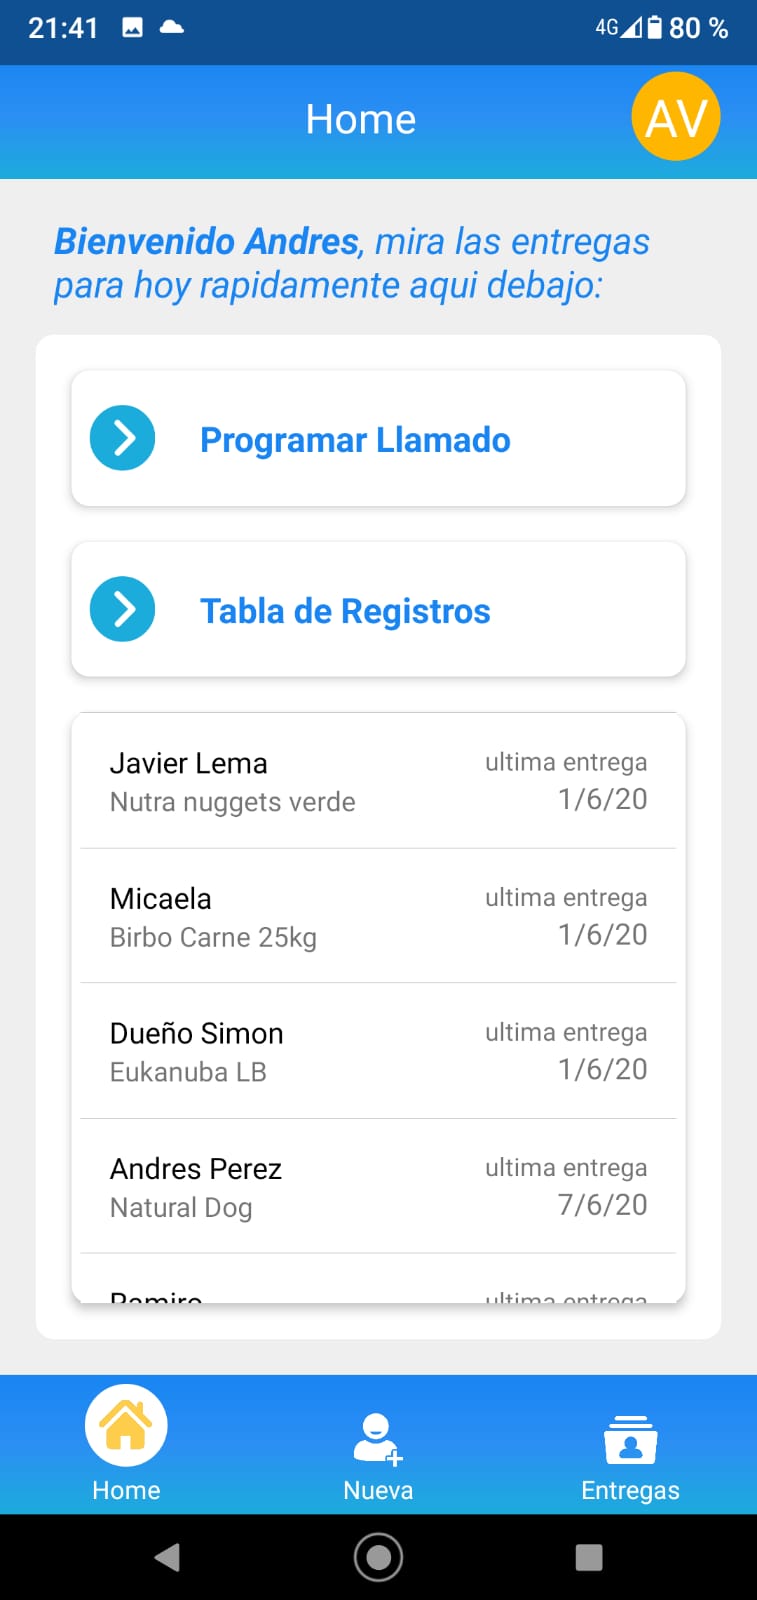 21:41 4G 80 %
Home AV
Bienvenido Andres, mira las entregas
para hoy rapidamente aqui debajo:
Programar Llamado
Tabla de Registros
Javier Lema ultima entrega
Nutra nuggets verde 1/6/20
Micaela ultima entrega
Birbo Carne 25kg 1/6/20
Dueño Simon ultima entrega
Eukanuba LB 1/6/20
Andres Perez ultima entrega
Natural Dog 7/6/20
Ramiro ultima entrega
Home Nueva Entregas